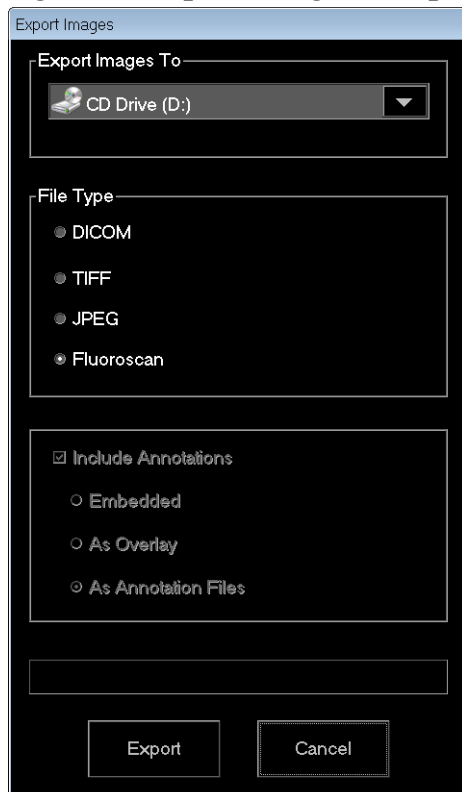 Export Images
Export Images To
CD Drive (D:)
File Type
DICOM
TIFF
JPEG
Fluoroscan
Include Annotations
Embedded
As Overlay
As Annotation Files
Export Cancel